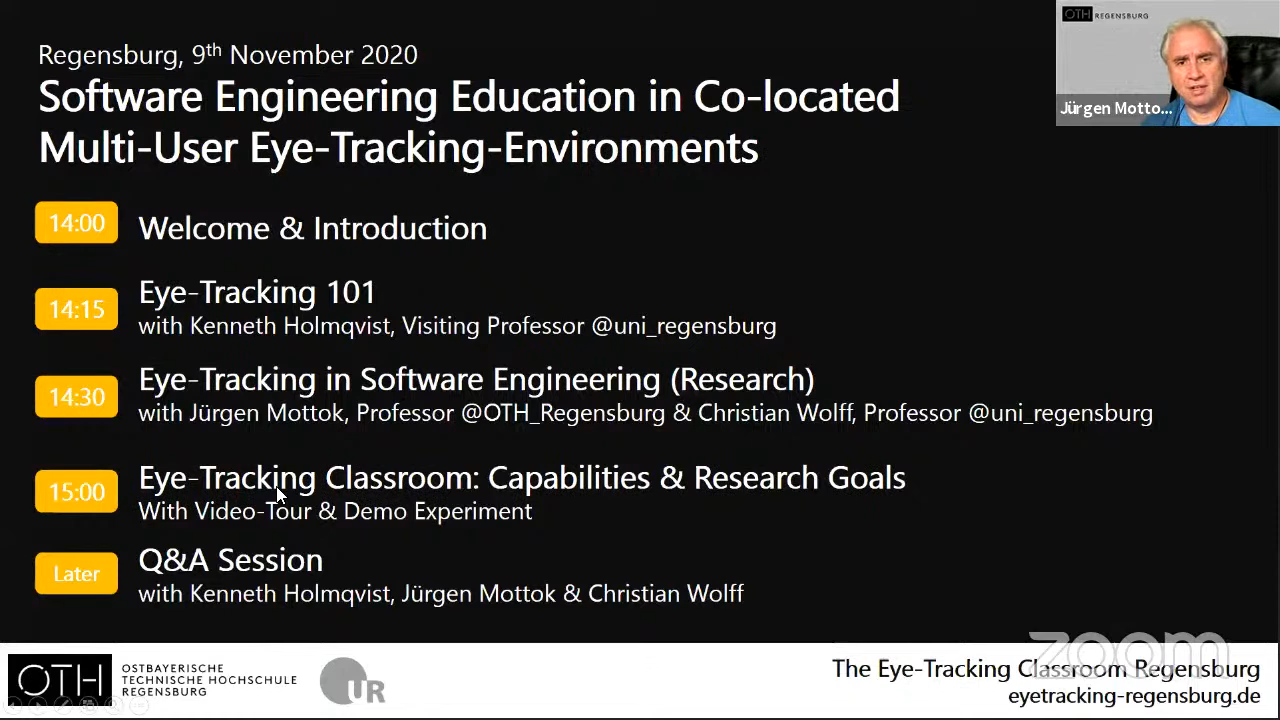 Regensburg, 9th November 2020
Software Engineering Education in Co-located
Multi-User Eye-Tracking-Environments
OTH REGENSBURG
Jürgen Motto...
14:00
Welcome & Introduction
14:15
Eye-Tracking 101
with Kenneth Holmqvist, Visiting Professor @uni_regensburg
14:30
Eye-Tracking in Software Engineering (Research)
with Jürgen Mottok, Professor @OTH_Regensburg & Christian Wolff, Professor @uni_regensburg
15:00
Eye-Tracking Classroom: Capabilities & Research Goals
With Video-Tour & Demo Experiment
Later
Q&A Session
with Kenneth Holmqvist, Jürgen Mottok & Christian Wolff
zoom
OTH
OSTBAYERISCHE
TECHNISCHE HOCHSCHULE
REGENSBURG
UR
The Eye-Tracking Classroom Regensburg
eyetracking-regensburg.de